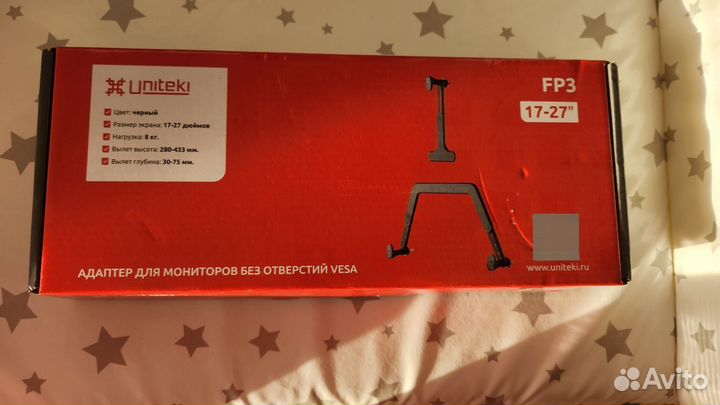 Uniteki
Цвет: черный
Размер экрана: 17-27 дюймов
Нагрузка: 8 кг.
Вылет высота: 280-433 мм.
Вылет глубина: 30-75 мм.
FP3
17-27"
www.uniteki.ru
АДАПТЕР ДЛЯ МОНИТОРОВ БЕЗ ОТВЕРСТИЙ VESA
Avito